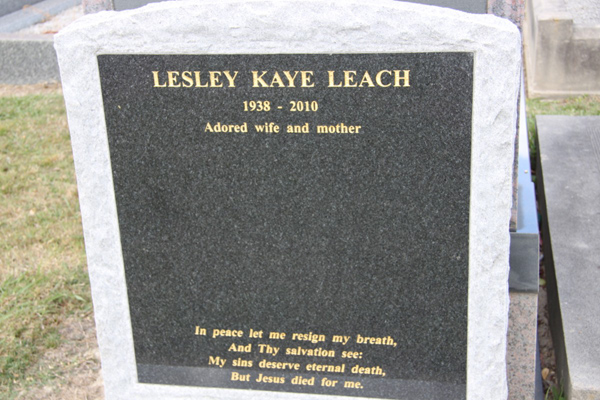 LESLEY KAYE LEACH
1938 - 2010
Adored wife and mother
In peace let me resign my breath,
And Thy salvation see:
My sins deserve eternal death,
But Jesus died for me.